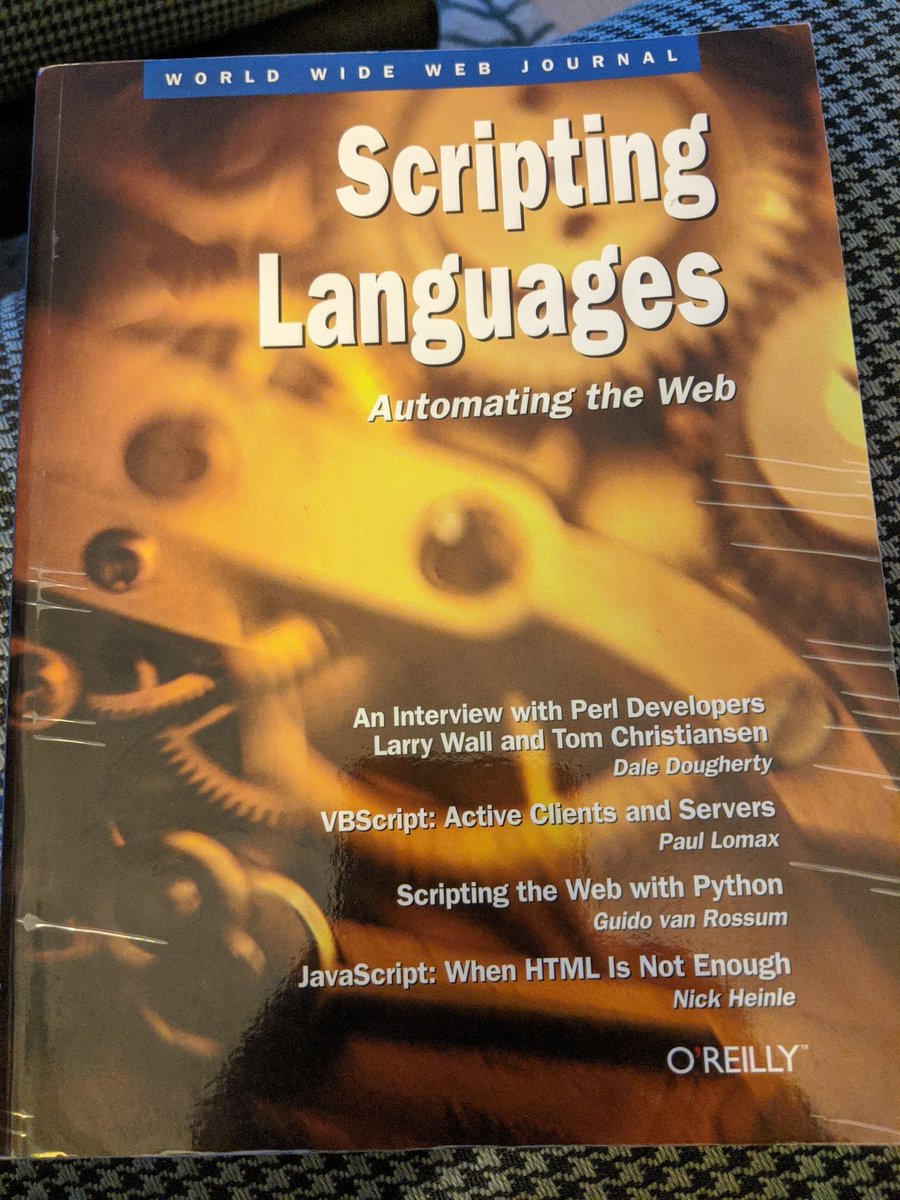 WORLD WIDE WEB JOURNAL
Scripting
Languages
Automating the Web
An Interview with Perl Developers
Larry Wall and Tom Christiansen
Dale Dougherty
VBScript: Active Clients and Servers
Paul Lomax
Scripting the Web with Python
Guido van Rossum
JavaScript: When HTML Is Not Enough
Nick Heinle
O'REILLY™